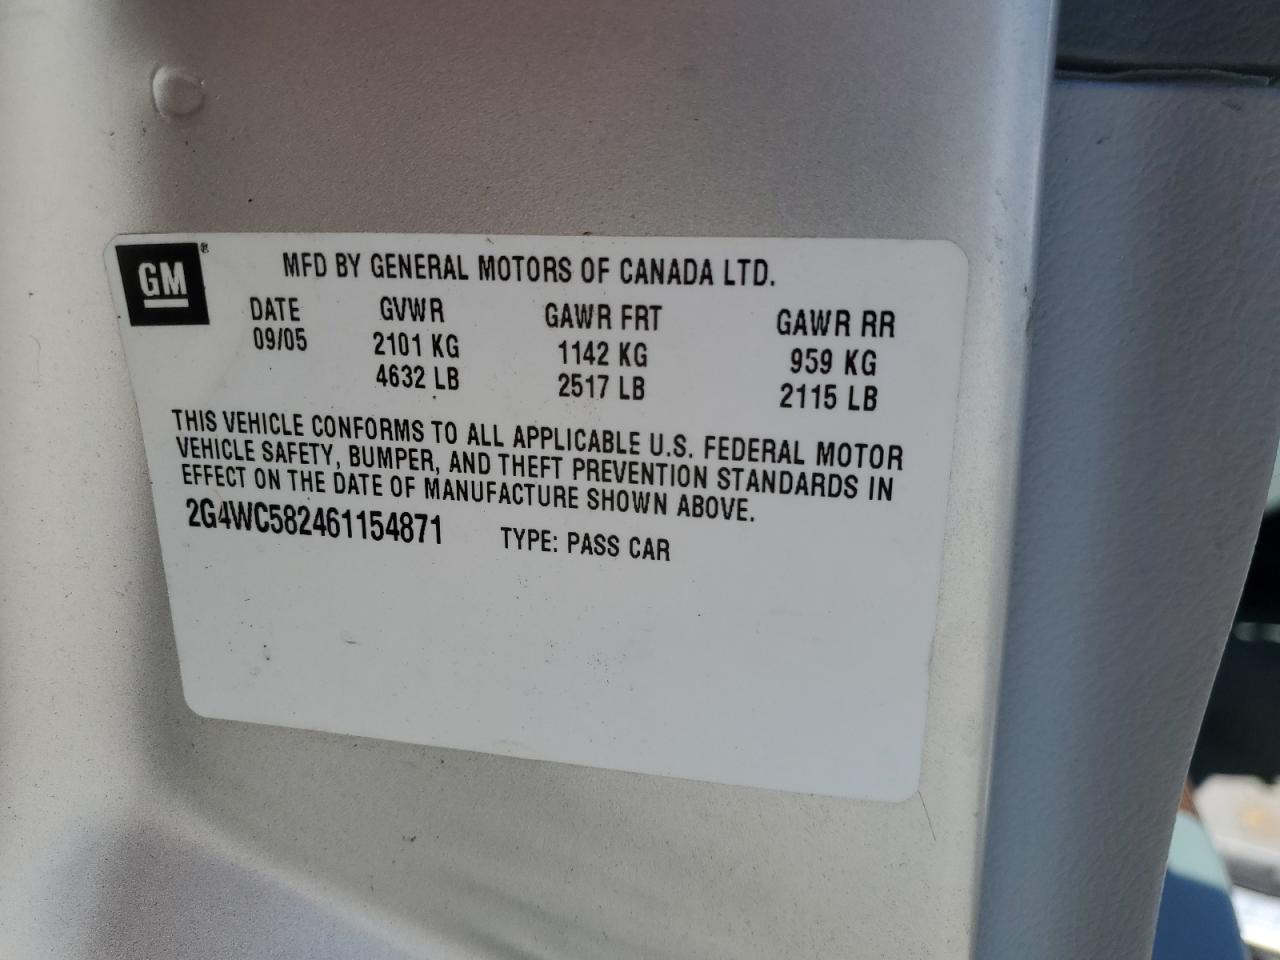 GM®
MFD BY GENERAL MOTORS OF CANADA LTD.
DATE GVWR GAWR FRT GAWR RR
09/05 2101 KG 1142 KG 959 KG
4632 LB 2517 LB 2115 LB
THIS VEHICLE CONFORMS TO ALL APPLICABLE U.S. FEDERAL MOTOR
VEHICLE SAFETY, BUMPER, AND THEFT PREVENTION STANDARDS IN
EFFECT ON THE DATE OF MANUFACTURE SHOWN ABOVE.
2G4WC582461154871 TYPE: PASS CAR